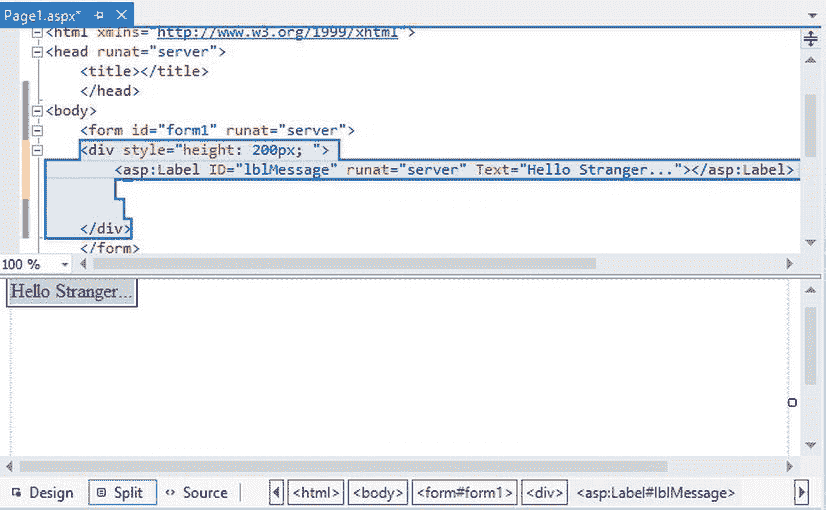 Page1.aspx*
<html xmlns="http://www.w3.org/1999/xhtml">
<head runat="server">
<title></title>
</head>
<body>
<form id="form1" runat="server">
<div style="height: 200px; ">
<asp:Label ID="lblMessage" runat="server" Text="Hello Stranger..."></asp:Label>
</div>
</form>
100 %
Hello Stranger...
Design Split Source <html> <body> <form#form1> <div> <asp:Label#lblMessage>